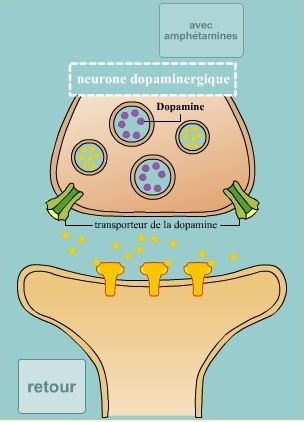 avec
amphétamines
neurone dopaminergique
Dopamine
transporteur de la dopamine
retour